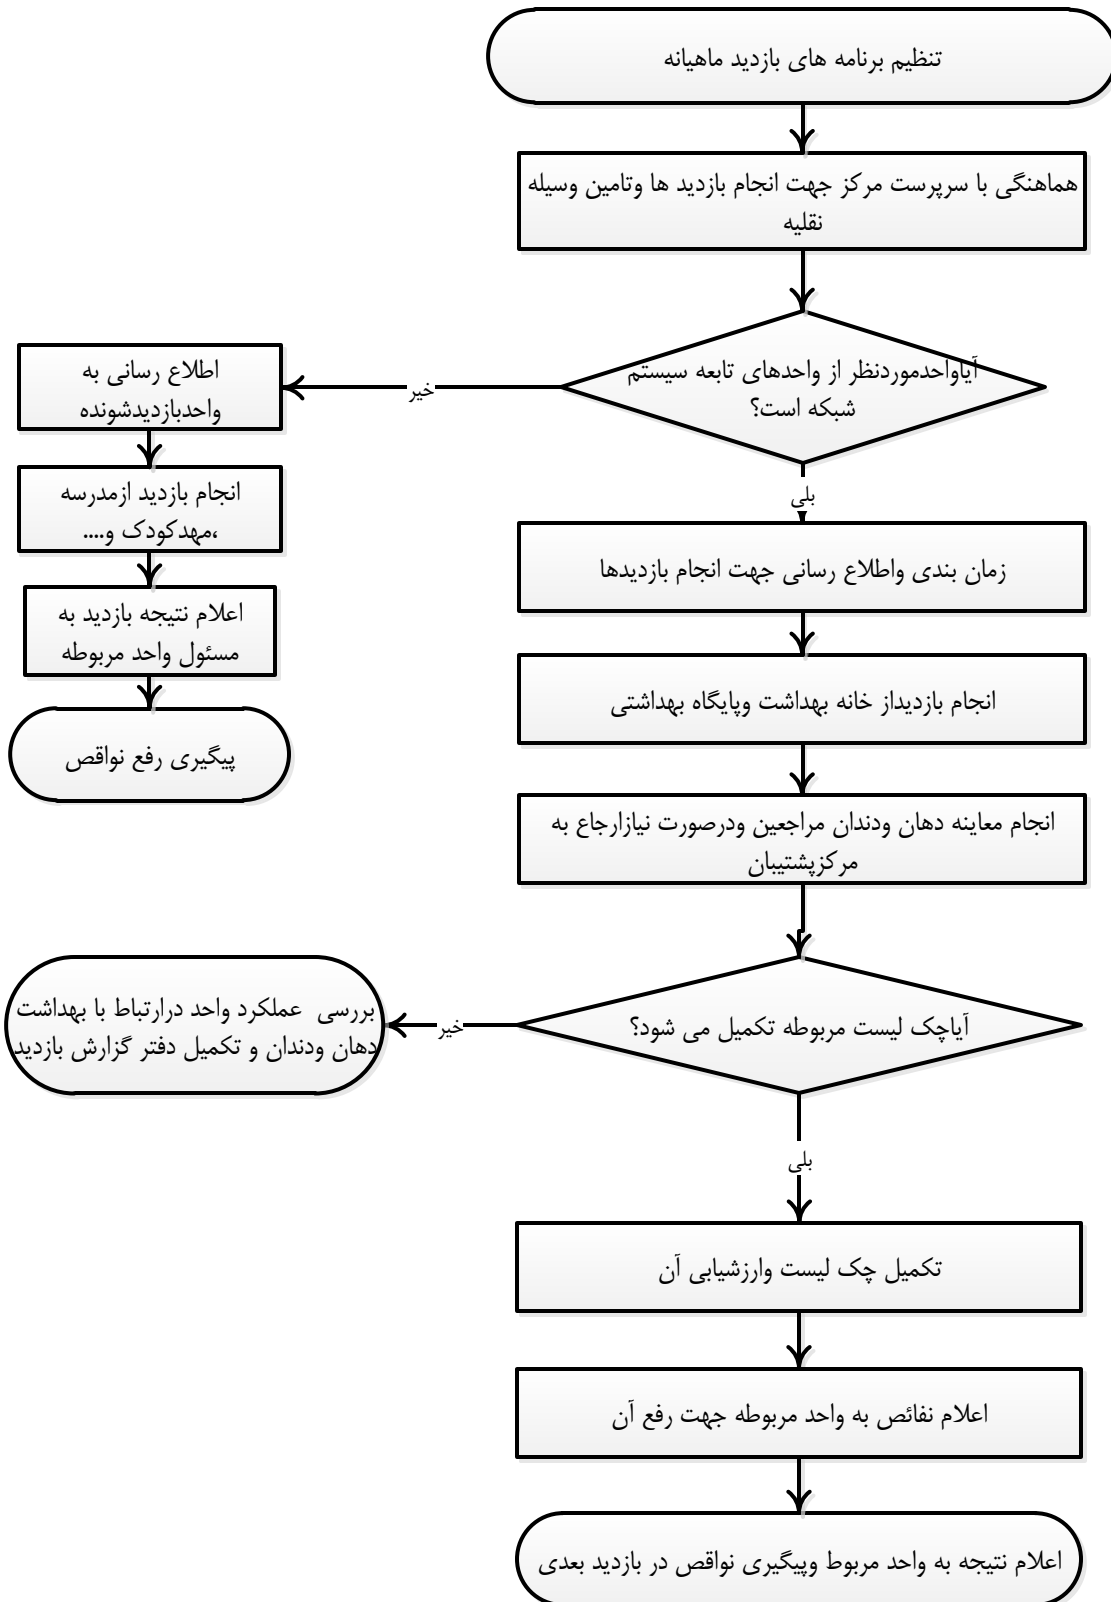 تنظیم برنامه های بازدید ماهیانه
هماهنگی با سرپرست مرکز جهت انجام بازدید ها وتامین وسیله
نقلیه
آیاواحدموردنظر از واحدهای تابعه سیستم
شبکه است؟
خیر
اطلاع رسانی به
واحدبازدیدشونده
انجام بازدید ازمدرسه
،مهدکودک و....
اعلام نتیجه بازدید به
مسئول واحد مربوطه
پیگیری رفع نواقص
بلی
زمان بندی واطلاع رسانی جهت انجام بازدیدها
انجام بازدیداز خانه بهداشت وپایگاه بهداشتی
انجام معاینه دهان ودندان مراجعین ودرصورت نیازارجاع به
مرکزپشتیبان
آیاچک لیست مربوطه تکمیل می شود؟
خیر
بررسی عملکرد واحد درارتباط با بهداشت
دهان ودندان و تکمیل دفتر گزارش بازدید
بلی
تکمیل چک لیست وارزشیابی آن
اعلام نفائص به واحد مربوطه جهت رفع آن
اعلام نتیجه به واحد مربوط وپیگیری نواقص در بازدید بعدی